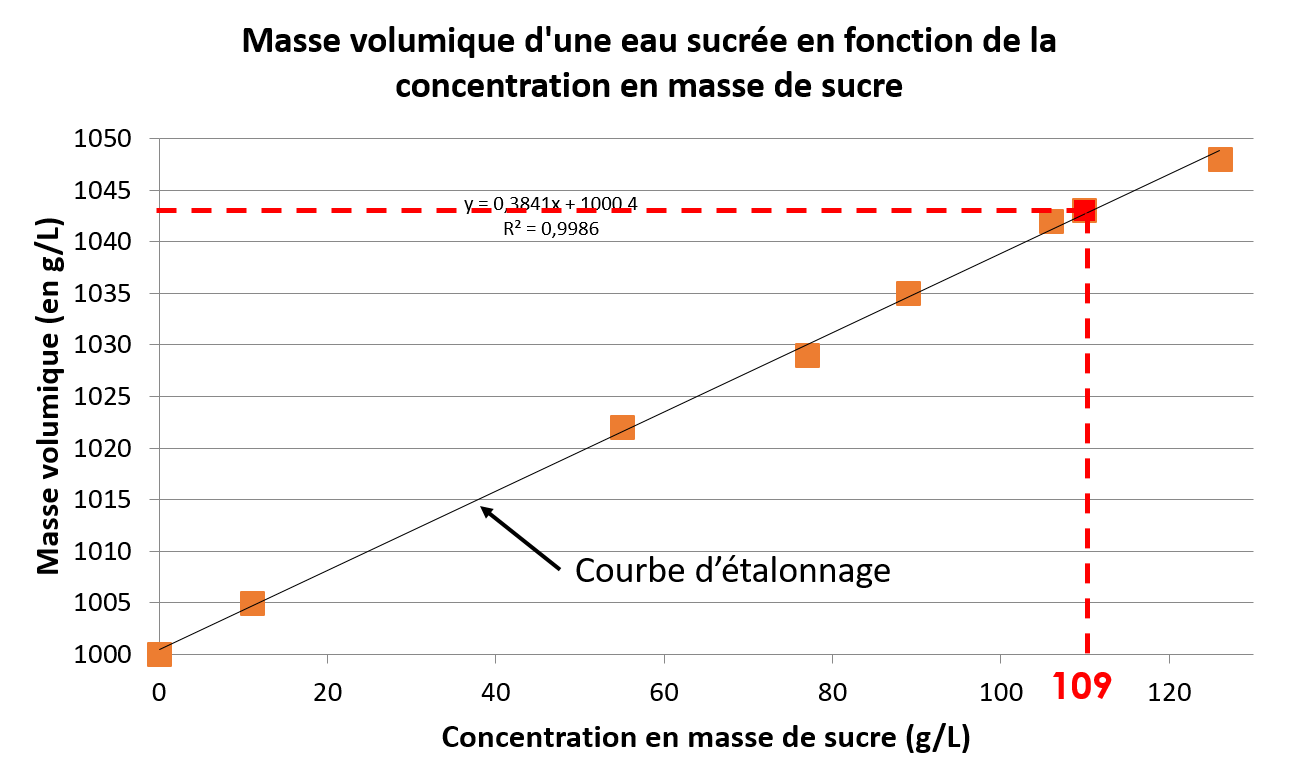 Masse volumique d'une eau sucrée en fonction de la
concentration en masse de sucre
Masse volumique (en g/L)
1050
1045
1040
1035
1030
1025
1020
1015
1010
1005
1000
y = 0,3841x + 1000,4
R² = 0,9986
Courbe d’étalonnage
0
20
40
60
80
100
109
120
Concentration en masse de sucre (g/L)